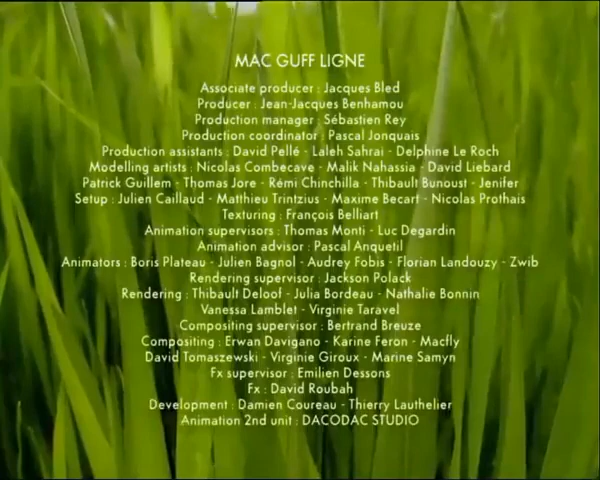 MAC GUFF LIGNE
Associate producer : Jacques Bled
Producer : Jean-Jacques Benhamou
Production manager : Sébastien Rey
Production coordinator : Pascal Jonquais
Production assistants : David Pellé - Laleh Sahrai - Delphine Le Roch
Modelling artists : Nicolas Combecave - Malik Nahassia - David Liebard
Patrick Guillem - Thomas Jore - Rémi Chinchilla - Thibault Bunoust - Jenifer
Setup : Julien Caillaud - Matthieu Trintzius - Maxime Becart - Nicolas Prothais
Texturing : François Belliart
Animation supervisors : Thomas Monti - Luc Degardin
Animation advisor : Pascal Anquetil
Animators : Boris Plateau - Julien Bagnol - Audrey Fobis - Florian Landouzy - Zwib
Rendering supervisor : Jackson Polack
Rendering : Thibault Deloof - Julia Bordeau - Nathalie Bonnin
Vanessa Lamblet - Virginie Taravel
Compositing supervisor : Bertrand Breuze
Compositing : Erwan Davigano - Karine Feron - Macfly
David Tomaszewski - Virginie Giroux - Marine Samyn
Fx supervisor : Emilien Dessons
Fx : David Roubah
Development : Damien Coureau - Thierry Lauthelier
Animation 2nd unit : DACODAC STUDIO